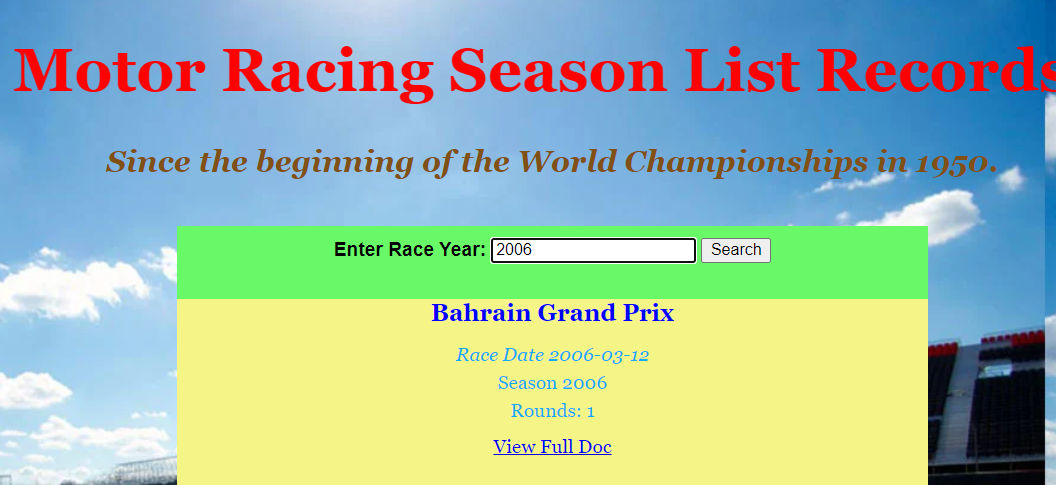 Motor Racing Season List Records
Since the beginning of the World Championships in 1950.
Enter Race Year: 2006 Search
Bahrain Grand Prix
Race Date 2006-03-12
Season 2006
Rounds: 1
View Full Doc